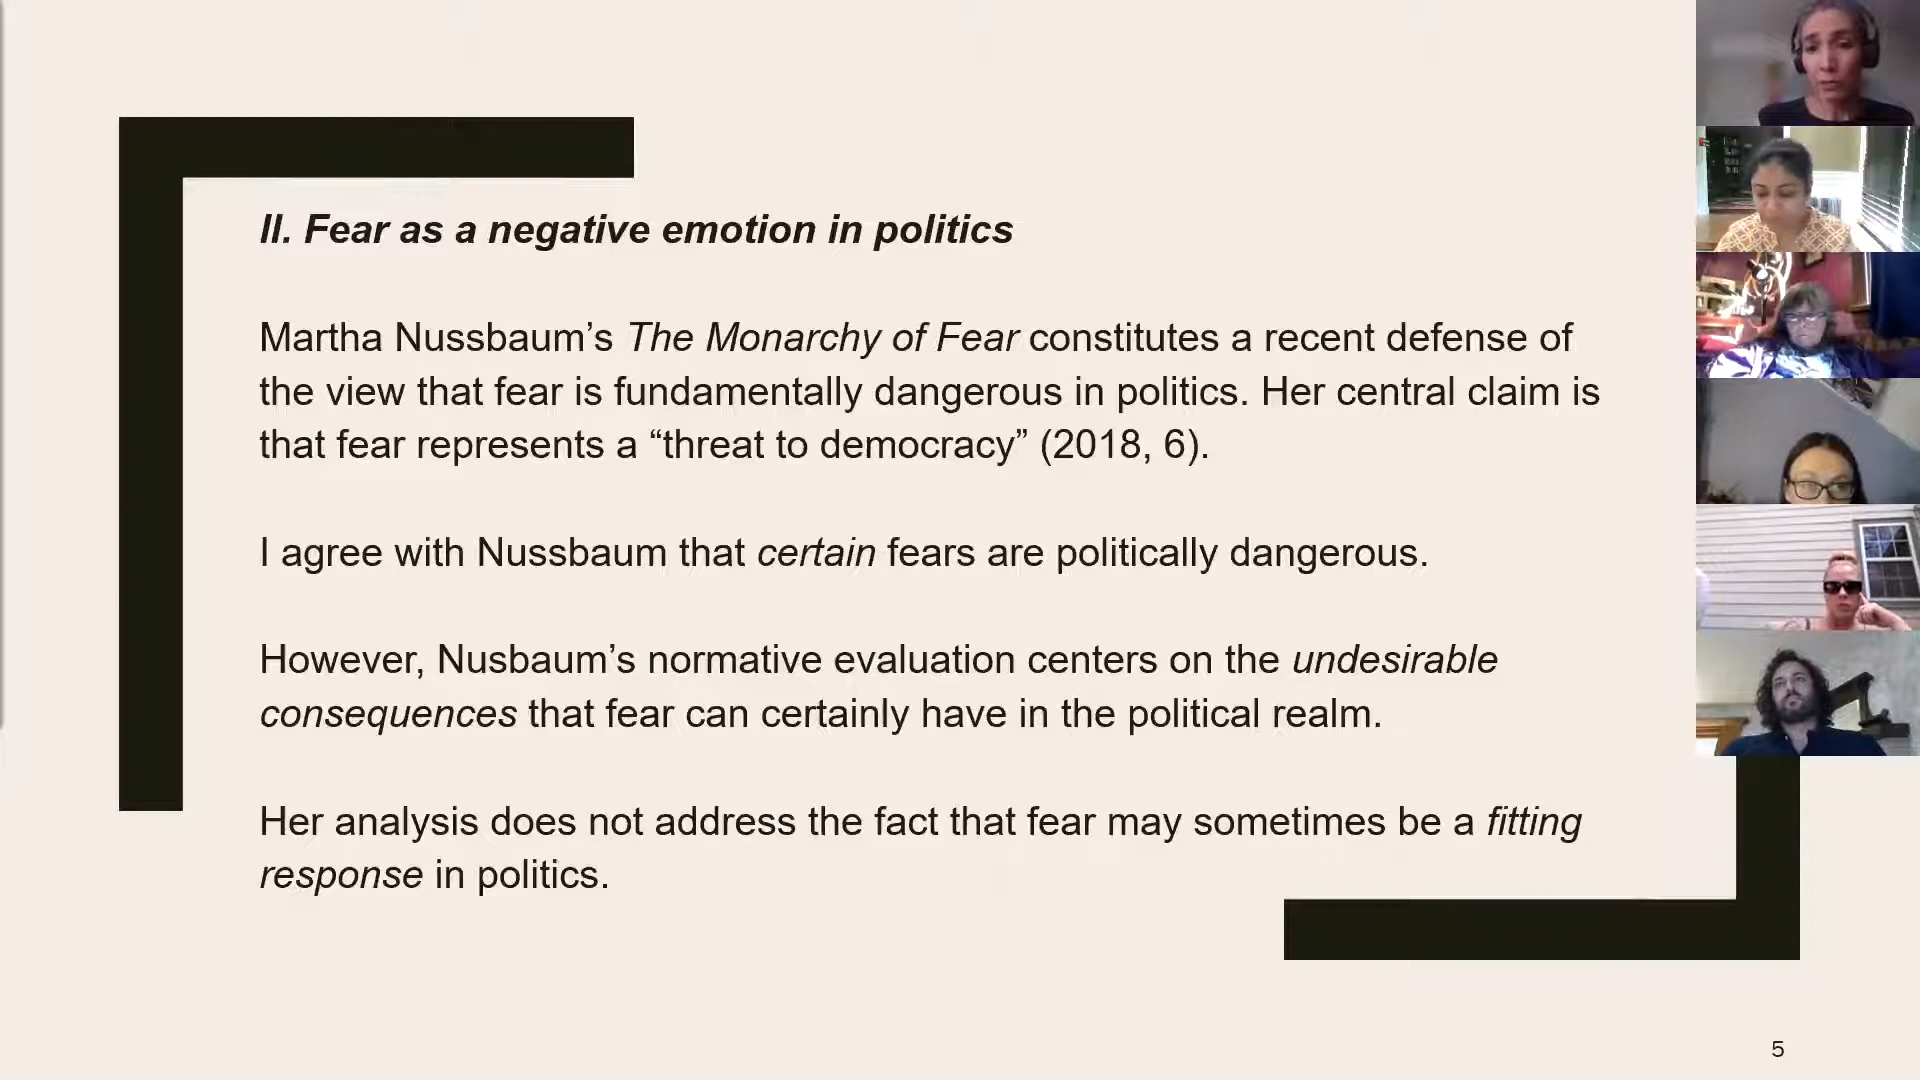 II. Fear as a negative emotion in politics
Martha Nussbaum’s The Monarchy of Fear constitutes a recent defense of
the view that fear is fundamentally dangerous in politics. Her central claim is
that fear represents a “threat to democracy” (2018, 6).
I agree with Nussbaum that certain fears are politically dangerous.
However, Nusbaum’s normative evaluation centers on the undesirable
consequences that fear can certainly have in the political realm.
Her analysis does not address the fact that fear may sometimes be a fitting
response in politics.
5